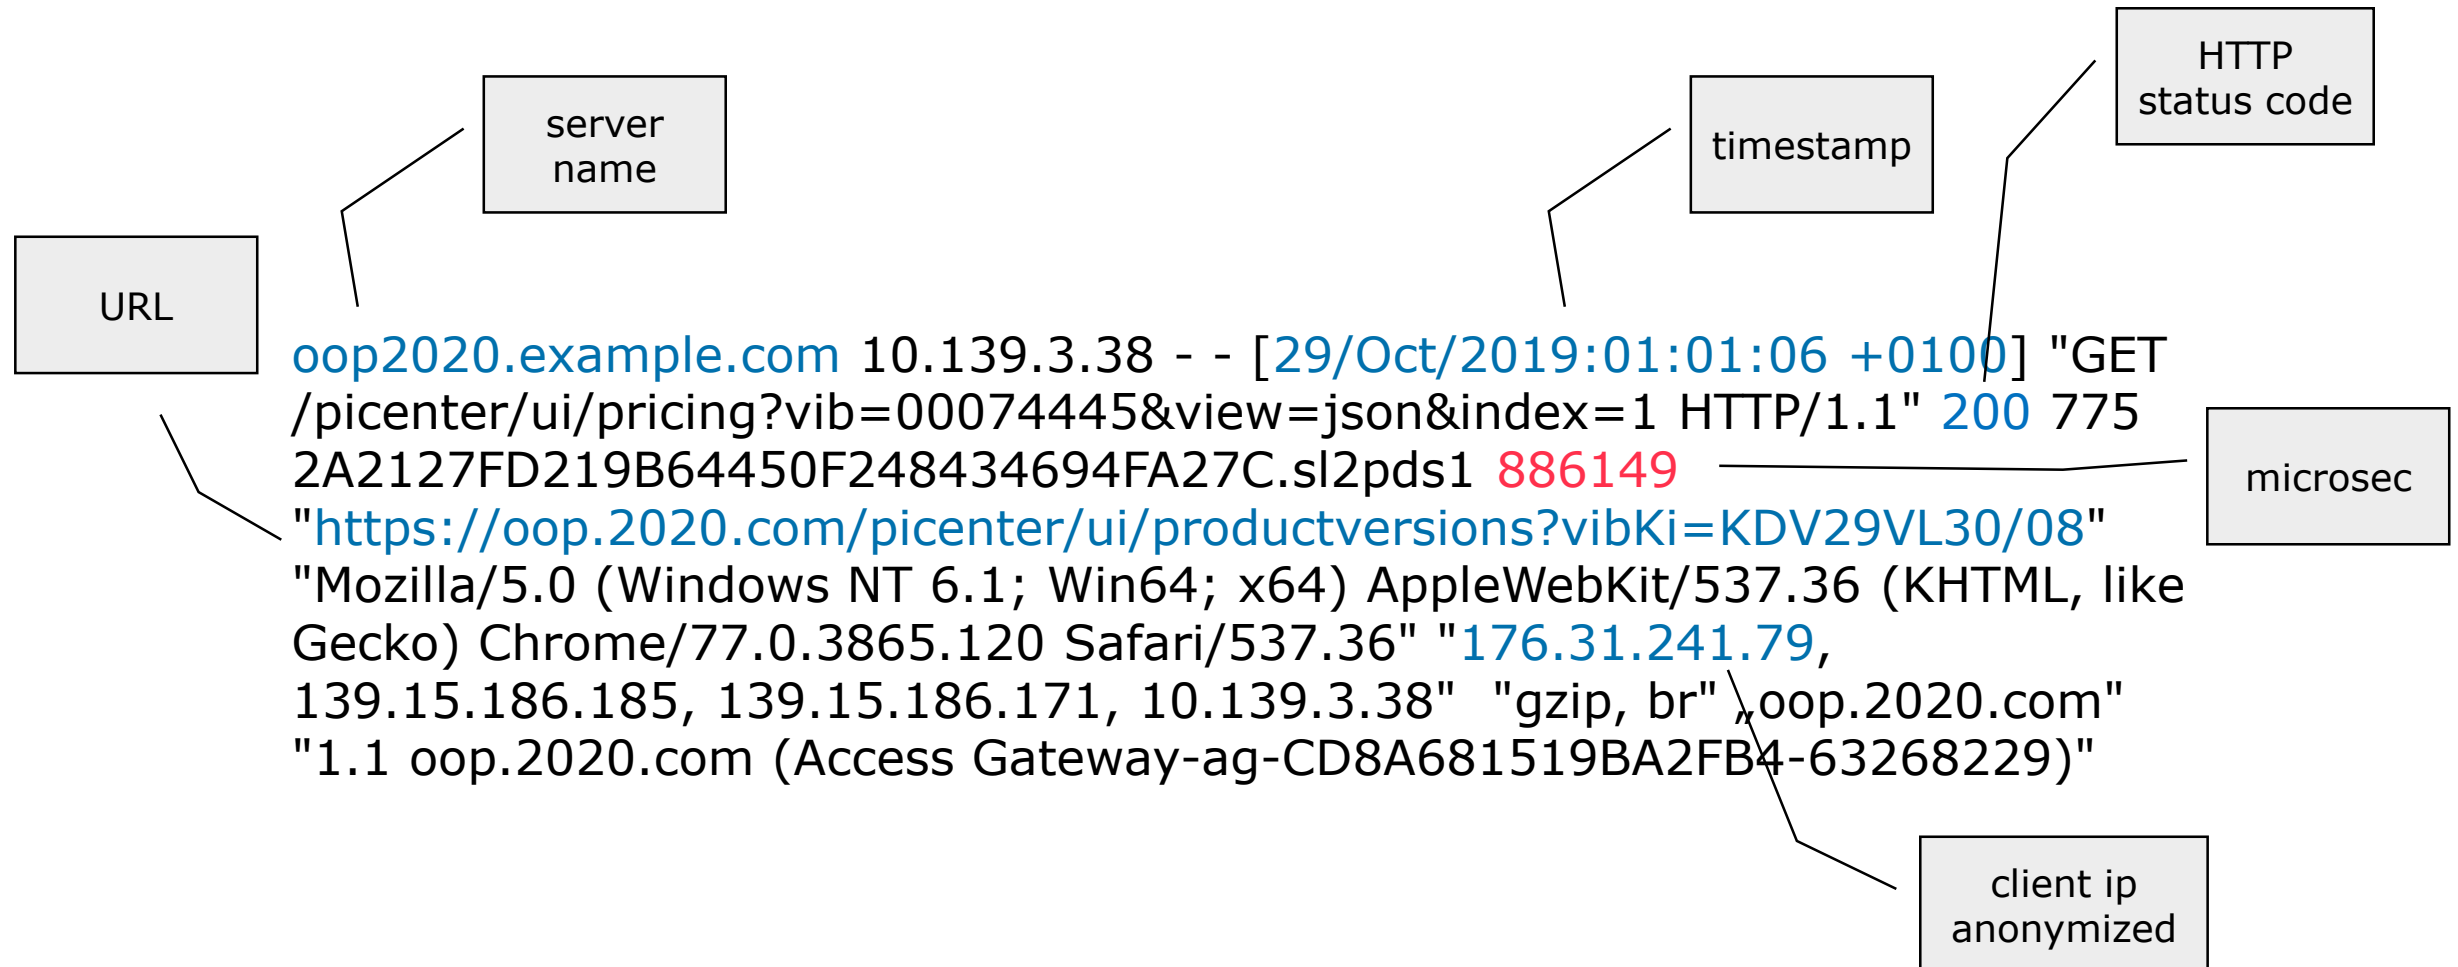 HTTP
status code
server
name
timestamp
URL
oop2020.example.com 10.139.3.38 - - [29/Oct/2019:01:01:06 +0100] "GET
/picenter/ui/pricing?vib=00074445&view=json&index=1 HTTP/1.1" 200 775
2A2127FD219B64450F248434694FA27C.sl2pds1 886149
microsec
"https://oop.2020.com/picenter/ui/productversions?vibKi=KDV29VL30/08"
"Mozilla/5.0 (Windows NT 6.1; Win64; x64) AppleWebKit/537.36 (KHTML, like
Gecko) Chrome/77.0.3865.120 Safari/537.36" "176.31.241.79,
139.15.186.185, 139.15.186.171, 10.139.3.38"  "gzip, br" „oop.2020.com"
"1.1 oop.2020.com (Access Gateway-ag-CD8A681519BA2FB4-63268229)"
client ip
anonymized